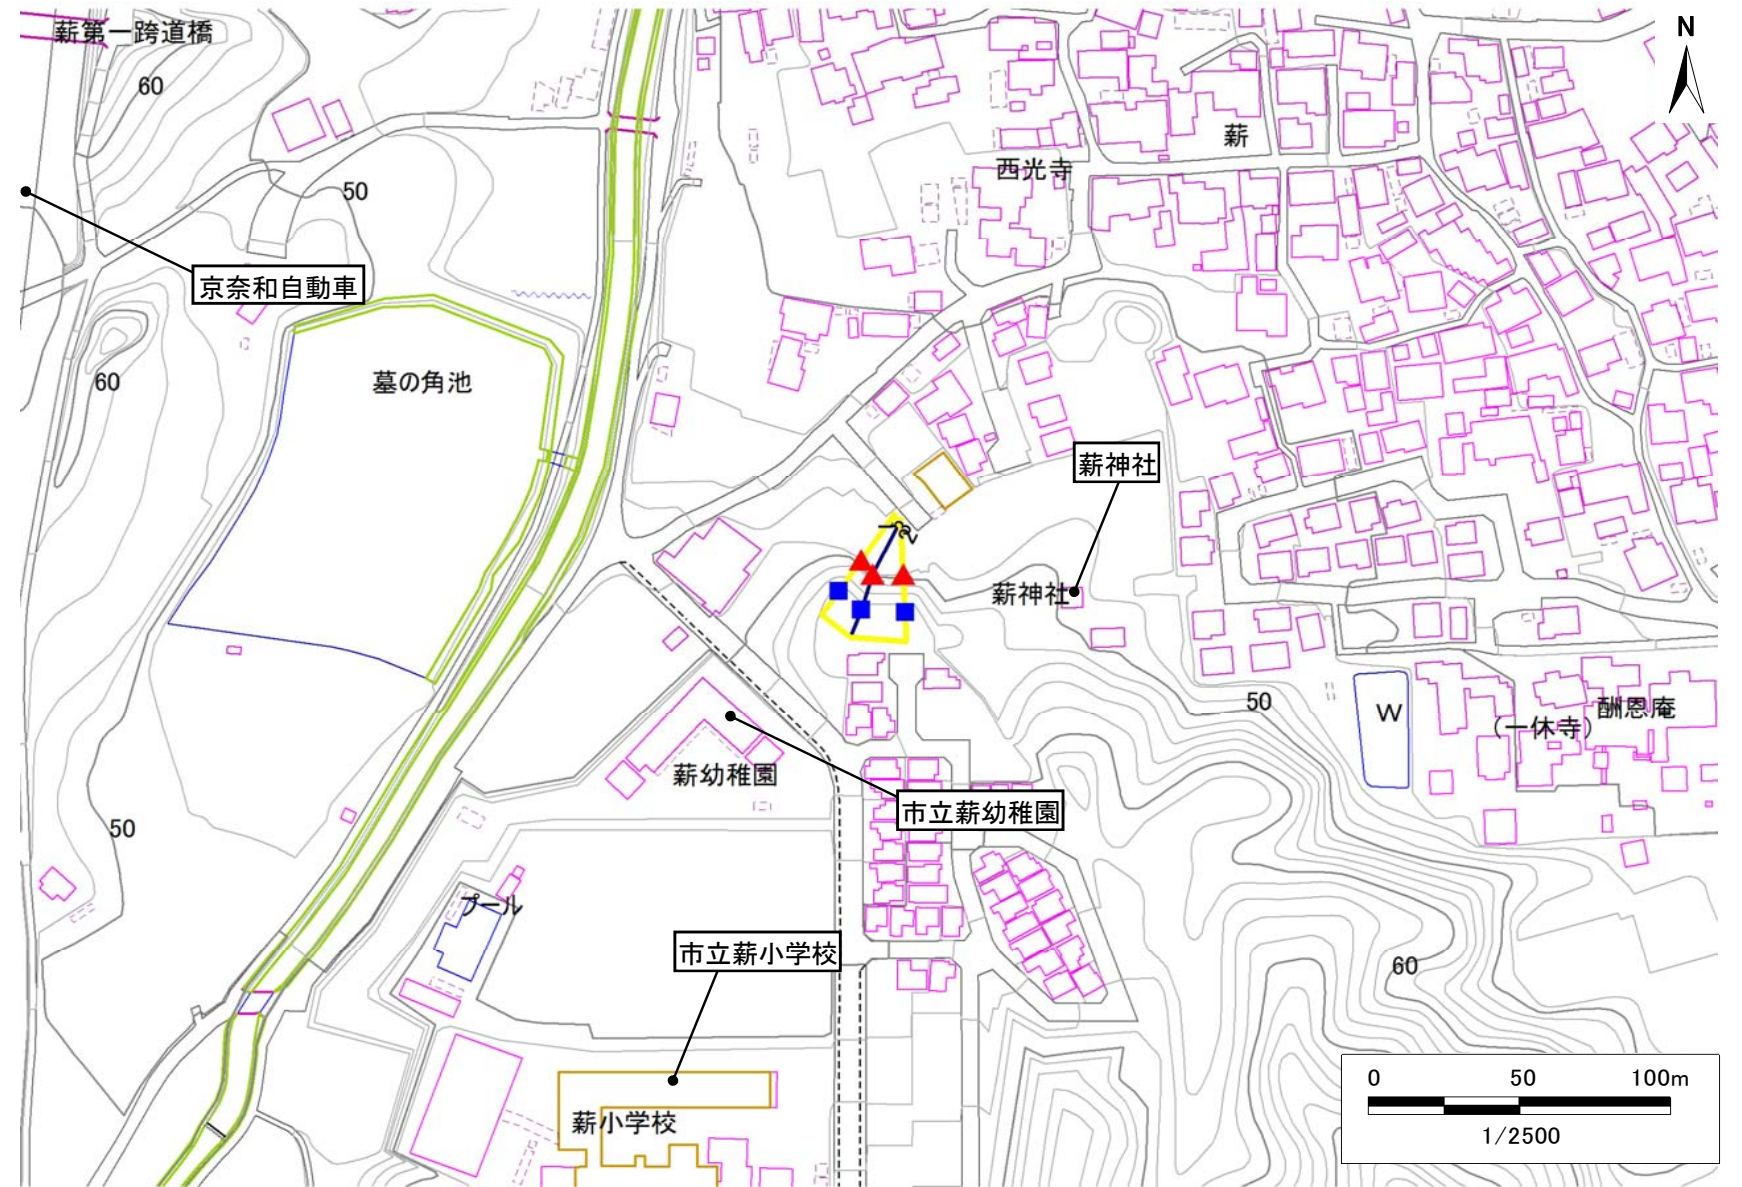 薪第一跨道橋
N
60
薪
西光寺
50
京奈和自動車
墓の角池
60
薪神社
薪神社
50
W
酬恩庵
(一休寺)
薪幼稚園
市立薪幼稚園
50
プール
市立薪小学校
60
0 50 100m
1/2500
薪小学校